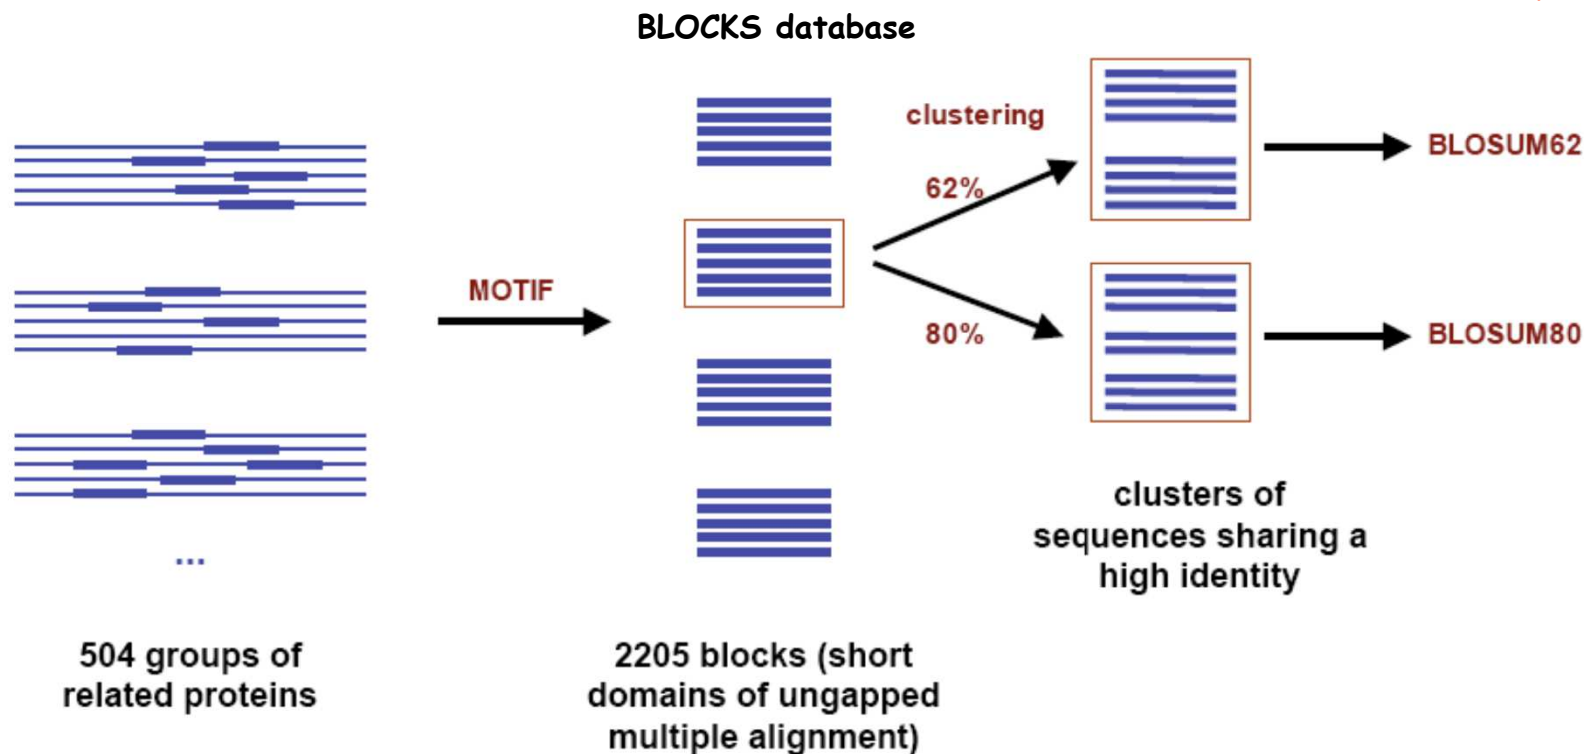 BLOCKS database
clustering
BLOSUM62
62%
MOTIF
80%
BLOSUM80
...
clusters of
sequences sharing a
high identity
504 groups of
related proteins
2205 blocks (short
domains of ungapped
multiple alignment)